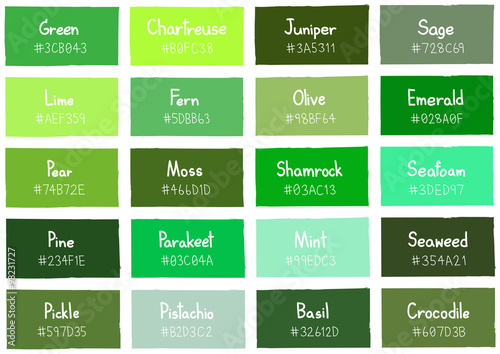 Green
#3CB043
Chartreuse
#B0FC38
Juniper
#3A5311
Sage
#728C69
Lime
#AEF359
Fern
#5DBB63
Olive
#98BF64
Emerald
#028A0F
Pear
#74B72E
Moss
#466D1D
Shamrock
#03AC13
Seafoam
#3DED97
Pine
#234F1E
Parakeet
#03C04A
Mint
#99EDC3
Seaweed
#354A21
Pickle
#597D35
Pistachio
#B2D3C2
Basil
#32612D
Crocodile
#607D3B